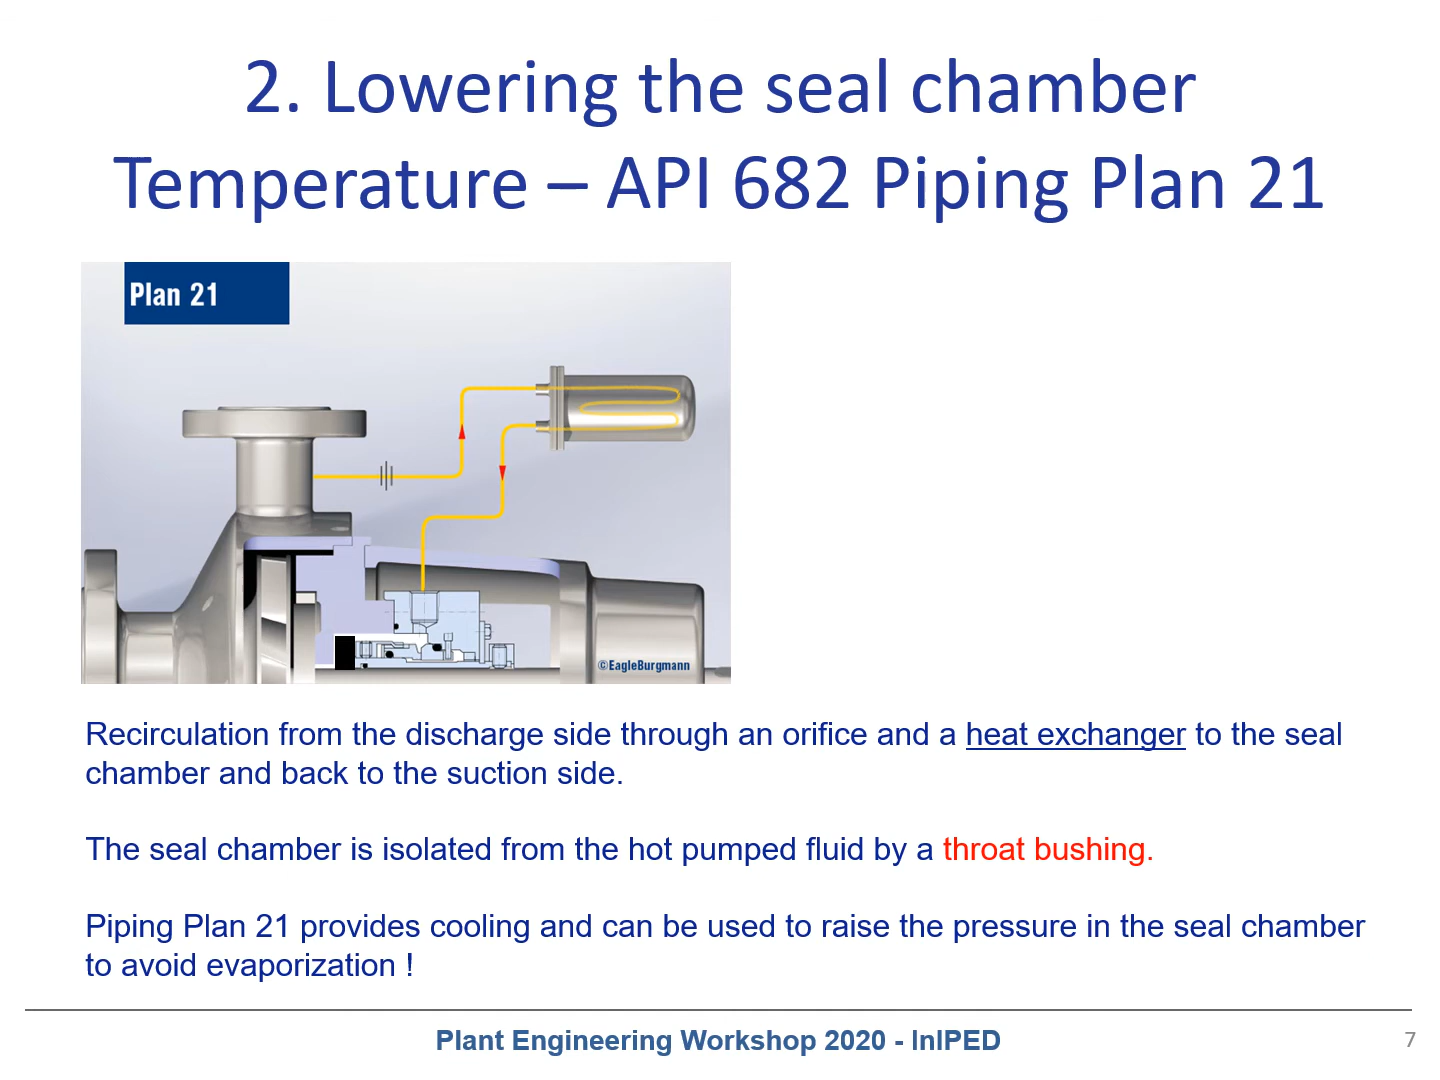 2. Lowering the seal chamber
Temperature – API 682 Piping Plan 21
Plan 21
©EagleBurgmann
Recirculation from the discharge side through an orifice and a heat exchanger to the seal
chamber and back to the suction side.
The seal chamber is isolated from the hot pumped fluid by a throat bushing.
Piping Plan 21 provides cooling and can be used to raise the pressure in the seal chamber
to avoid evaporization !
Plant Engineering Workshop 2020 - InIPED
7